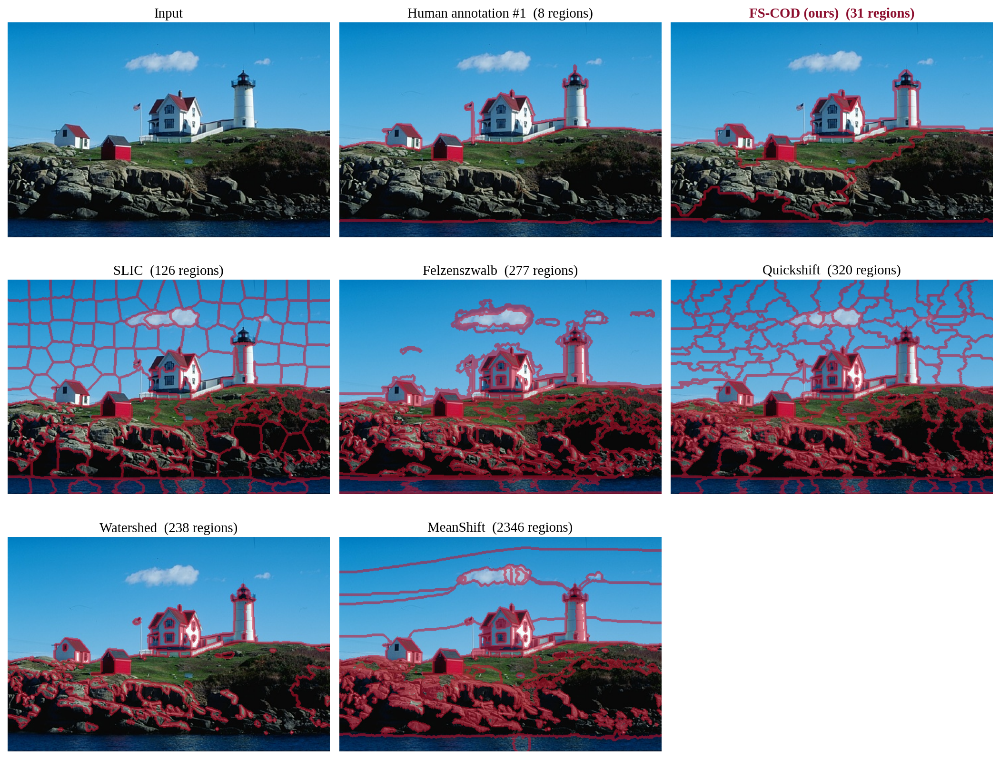 Input
Human annotation #1 (8 regions)
FS-COD (ours) (31 regions)
SLIC (126 regions)
Felzenszwalb (277 regions)
Quickshift (320 regions)
Watershed (238 regions)
MeanShift (2346 regions)